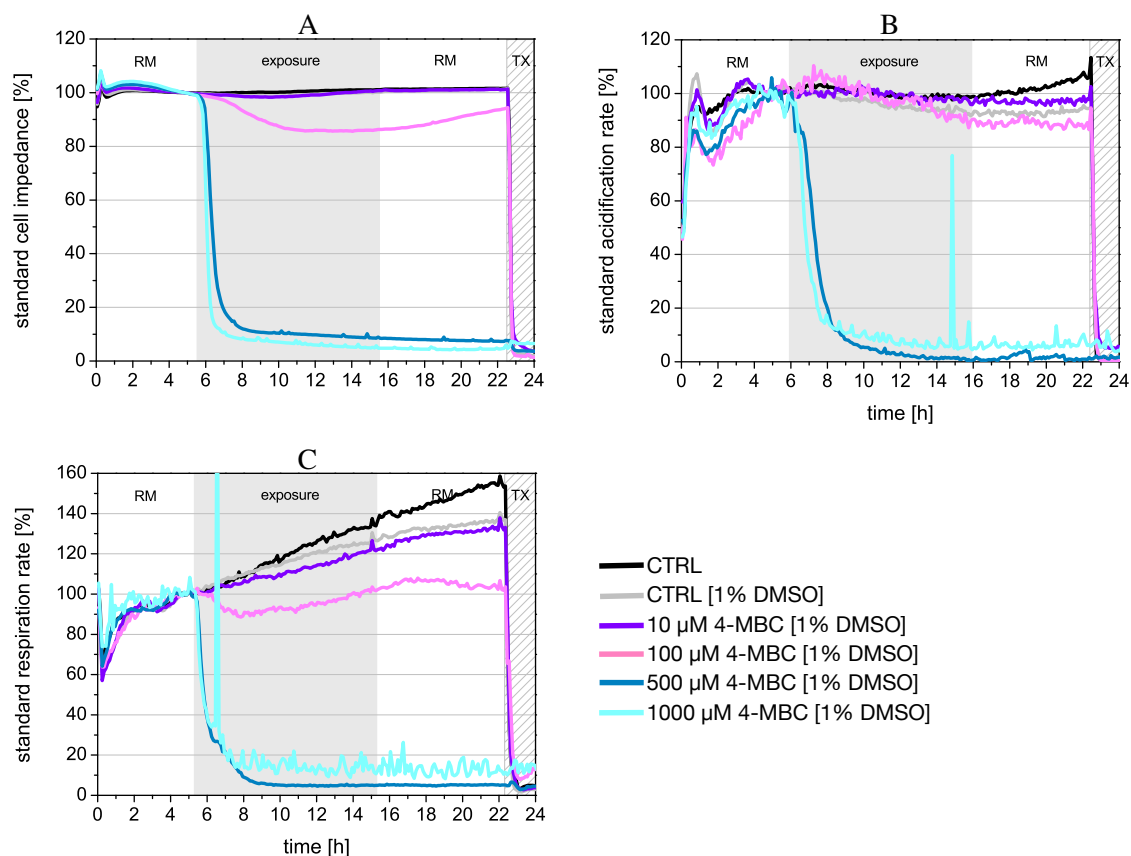 A
standard cell impedance [%]
120
100
80
60
40
20
0
RM
exposure
RM
TX
0 2 4 6 8 10 12 14 16 18 20 22 24
B
standard acidification rate [%]
120
100
80
60
40
20
0
RM
exposure
RM
TX
0 2 4 6 8 10 12 14 16 18 20 22 24
time [h]
C
standard respiration rate [%]
160
140
120
100
80
60
40
20
0
RM
exposure
RM
TX
0 2 4 6 8 10 12 14 16 18 20 22 24
time [h]
CTRL
CTRL [1% DMSO]
10 µM 4-MBC [1% DMSO]
100 µM 4-MBC [1% DMSO]
500 µM 4-MBC [1% DMSO]
1000 µM 4-MBC [1% DMSO]